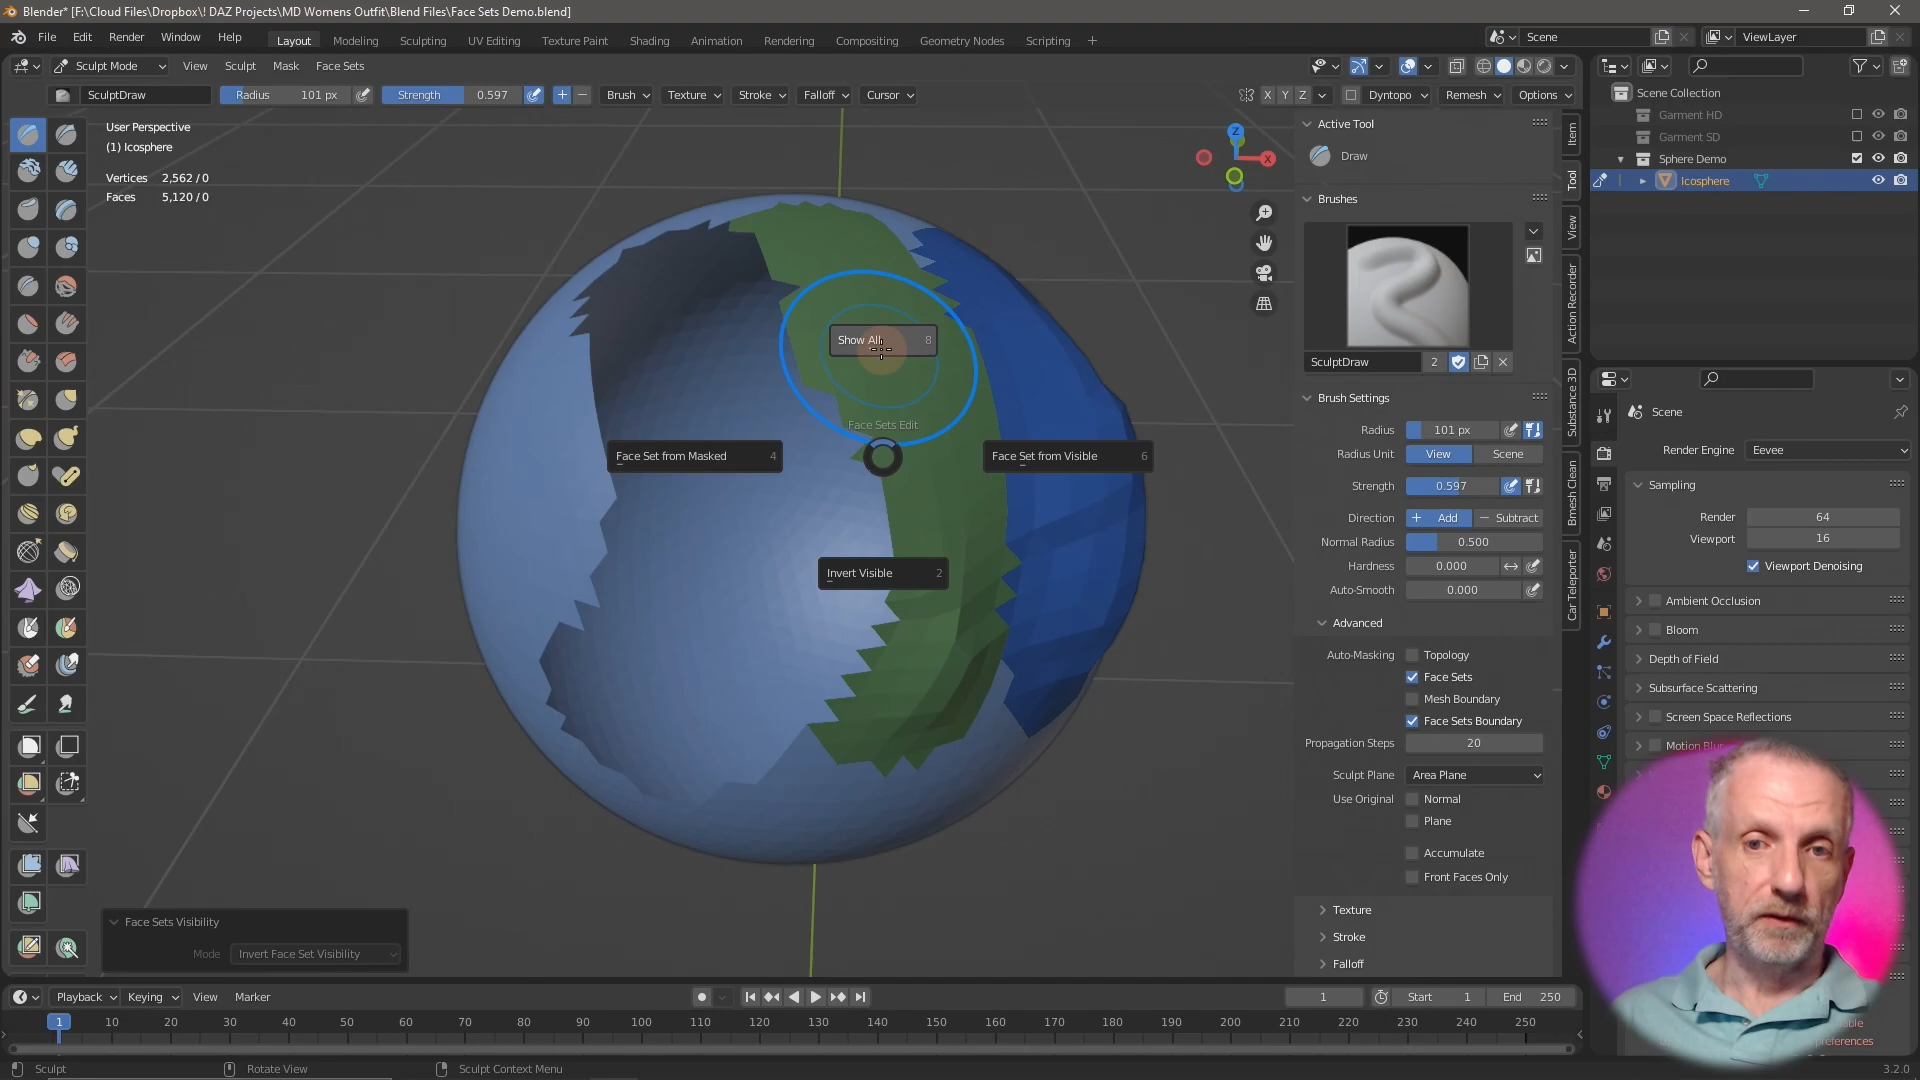 Blender* [F:\Cloud Files\Dropbox\! DAZ Projects\MD Womens Outfit\Blend Files\Face Sets Demo.blend]
File Edit Render Window Help Layout Modeling Sculpting UV Editing Texture Paint Shading Animation Rendering Compositing Geometry Nodes Scripting + Scene ViewLayer
Sculpt Mode View Sculpt Mask Face Sets
SculptDraw Radius 101 px Strength 0.597 Brush Texture Stroke Falloff Cursor X Y Z Dyntopo Remesh Options
User Perspective
(1) Icosphere
Vertices 2,562 / 0
Faces 5,120 / 0
Z
X
Show All 8
Face Sets Edit
Face Set from Masked 4
Face Set from Visible 6
Invert Visible 2
Face Sets Visibility
Mode Invert Face Set Visibility
Active Tool
Draw
Brushes
SculptDraw 2
Brush Settings
Radius 101 px
Radius Unit View Scene
Strength 0.597
Direction + Add − Subtract
Normal Radius 0.500
Hardness 0.000
Auto-Smooth 0.000
Advanced
Auto-Masking Topology
Face Sets
Mesh Boundary
Face Sets Boundary
Propagation Steps 20
Sculpt Plane Area Plane
Use Original Normal
Plane
Accumulate
Front Faces Only
Texture
Stroke
Falloff
Item
Tool
View
Action Recorder
Substance 3D
Bmesh Clean
Car Teleporter
Scene Collection
Garment HD
Garment SD
Sphere Demo
Icosphere
Scene
Render Engine Eevee
Sampling
Render 64
Viewport 16
Viewport Denoising
Ambient Occlusion
Bloom
Depth of Field
Subsurface Scattering
Screen Space Reflections
Motion Blur
preferences
Playback Keying View Marker 1 Start 1 End 250
1 10 20 30 40 50 60 70 80 90 100 110 120 130 140 150 160 170 180 190 200 210 220 230 240 250
Sculpt Rotate View Sculpt Context Menu 3.2.0